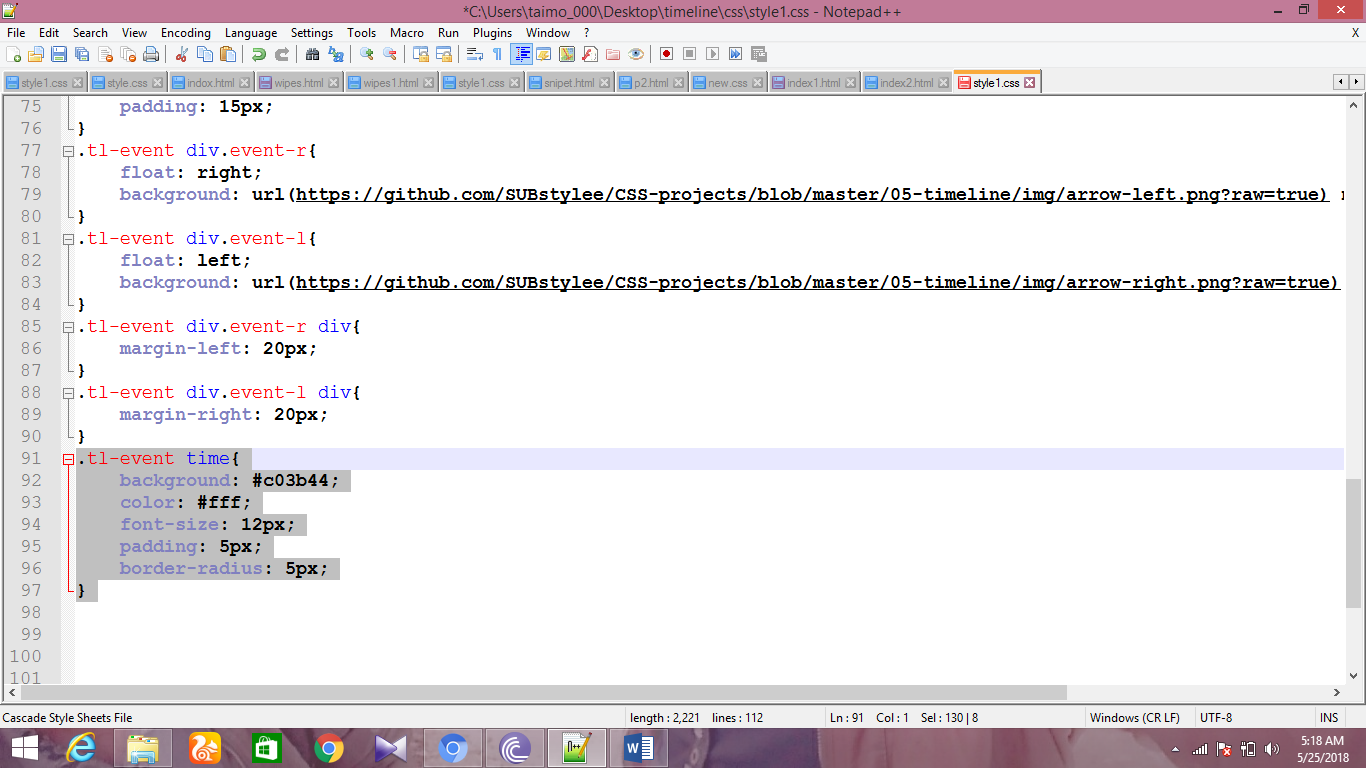 *C:\Users\taimo_000\Desktop\timeline\css\style1.css - Notepad++
File Edit Search View Encoding Language Settings Tools Macro Run Plugins Window ? X
style1.css style.css indox.html wipes.html wipes1.html style1.css snipet.html p2.html new.css index1.html index2.html style1.css
75 padding: 15px;
76 }
77 .tl-event div.event-r{
78 float: right;
79 background: url(https://github.com/SUBstylee/CSS-projects/blob/master/05-timeline/img/arrow-left.png?raw=true)
80 }
81 .tl-event div.event-l{
82 float: left;
83 background: url(https://github.com/SUBstylee/CSS-projects/blob/master/05-timeline/img/arrow-right.png?raw=true)
84 }
85 .tl-event div.event-r div{
86 margin-left: 20px;
87 }
88 .tl-event div.event-l div{
89 margin-right: 20px;
90 }
91 .tl-event time{
92 background: #c03b44;
93 color: #fff;
94 font-size: 12px;
95 padding: 5px;
96 border-radius: 5px;
97 }
98
99
100
101
Cascade Style Sheets File length : 2,221 lines : 112 Ln : 91 Col : 1 Sel : 130 | 8 Windows (CR LF) UTF-8 INS
5:18 AM
5/25/2018